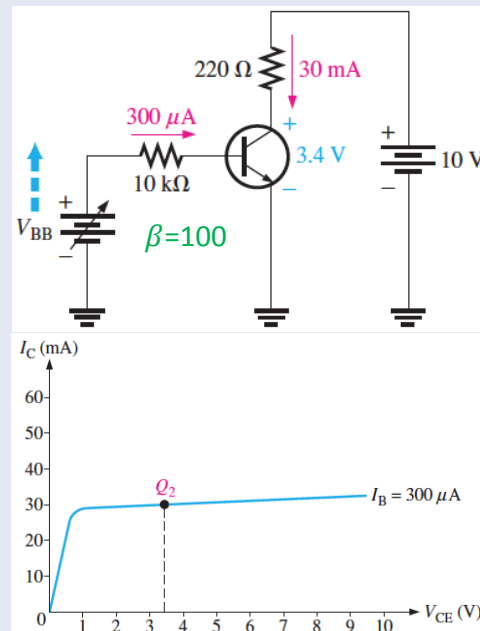 220 Ω
30 mA
300 μA
+
+
3.4 V
10 V
10 kΩ
−
−
+
V_BB
−
β=100
I_C (mA)
60
50
40
Q_2
30
I_B = 300 μA
20
10
0
1 2 3 4 5 6 7 8 9 10
V_CE (V)